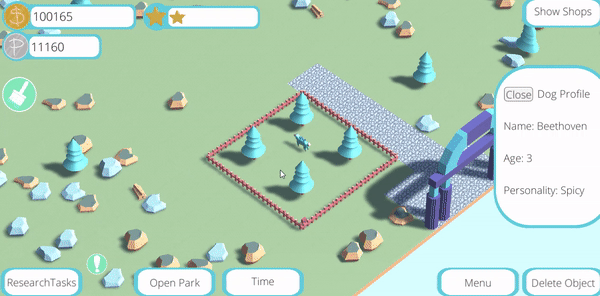 100165
11160
Show Shops
Close Dog Profile
Name: Beethoven
Age: 3
Personality: Spicy
ResearchTasks
Open Park
Time
Menu
Delete Object